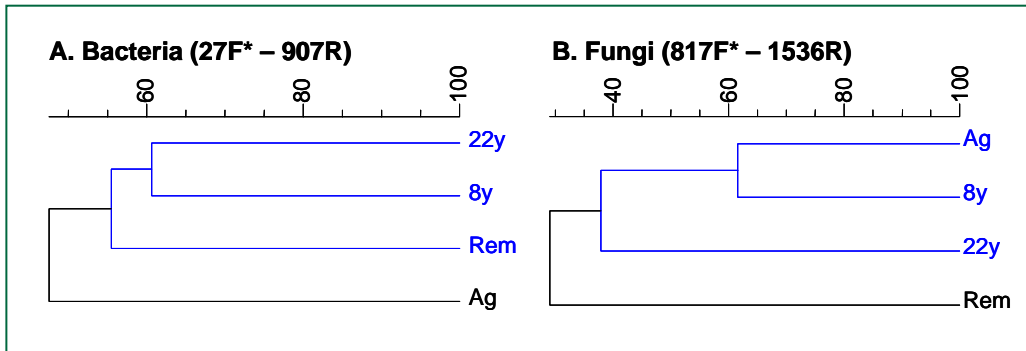 A. Bacteria (27F* – 907R)
60 80 100
22y
8y
Rem
Ag
B. Fungi (817F* – 1536R)
40 60 80 100
Ag
8y
22y
Rem